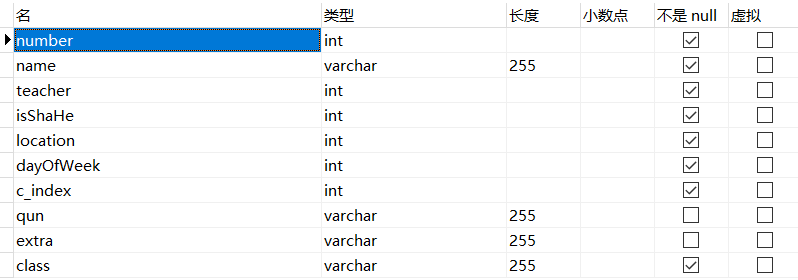 名 类型 长度 小数点 不是 null 虚拟
number int
name varchar 255
teacher int
isShaHe int
location int
dayOfWeek int
c_index int
qun varchar 255
extra varchar 255
class varchar 255